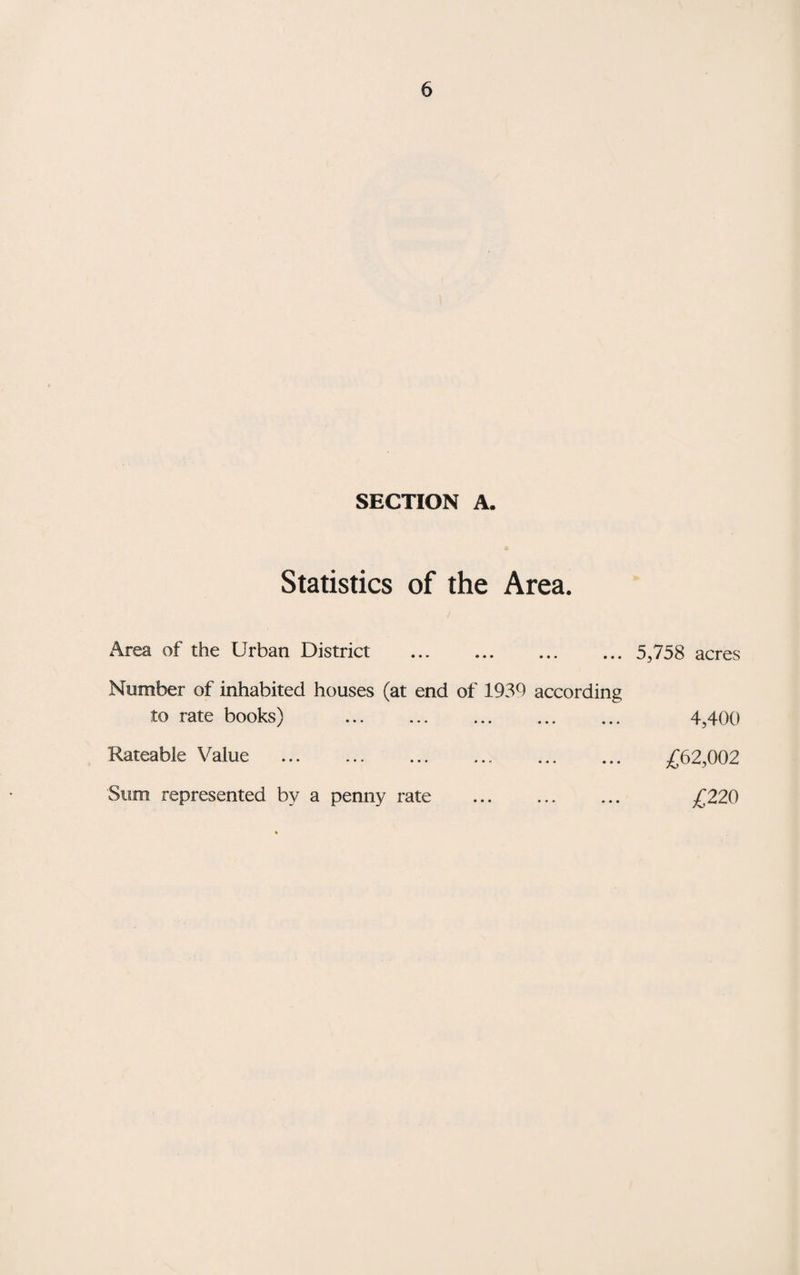 6
SECTION A.
Statistics of the Area.
Area of the Urban District ... ... ... ... 5,758 acres
Number of inhabited houses (at end of 1939 according
to rate books) ... ... ... ... ... 4,400
Rateable Value ... ... ... ... ... ... £62,002
Sum represented by a penny rate ... ... ... £220